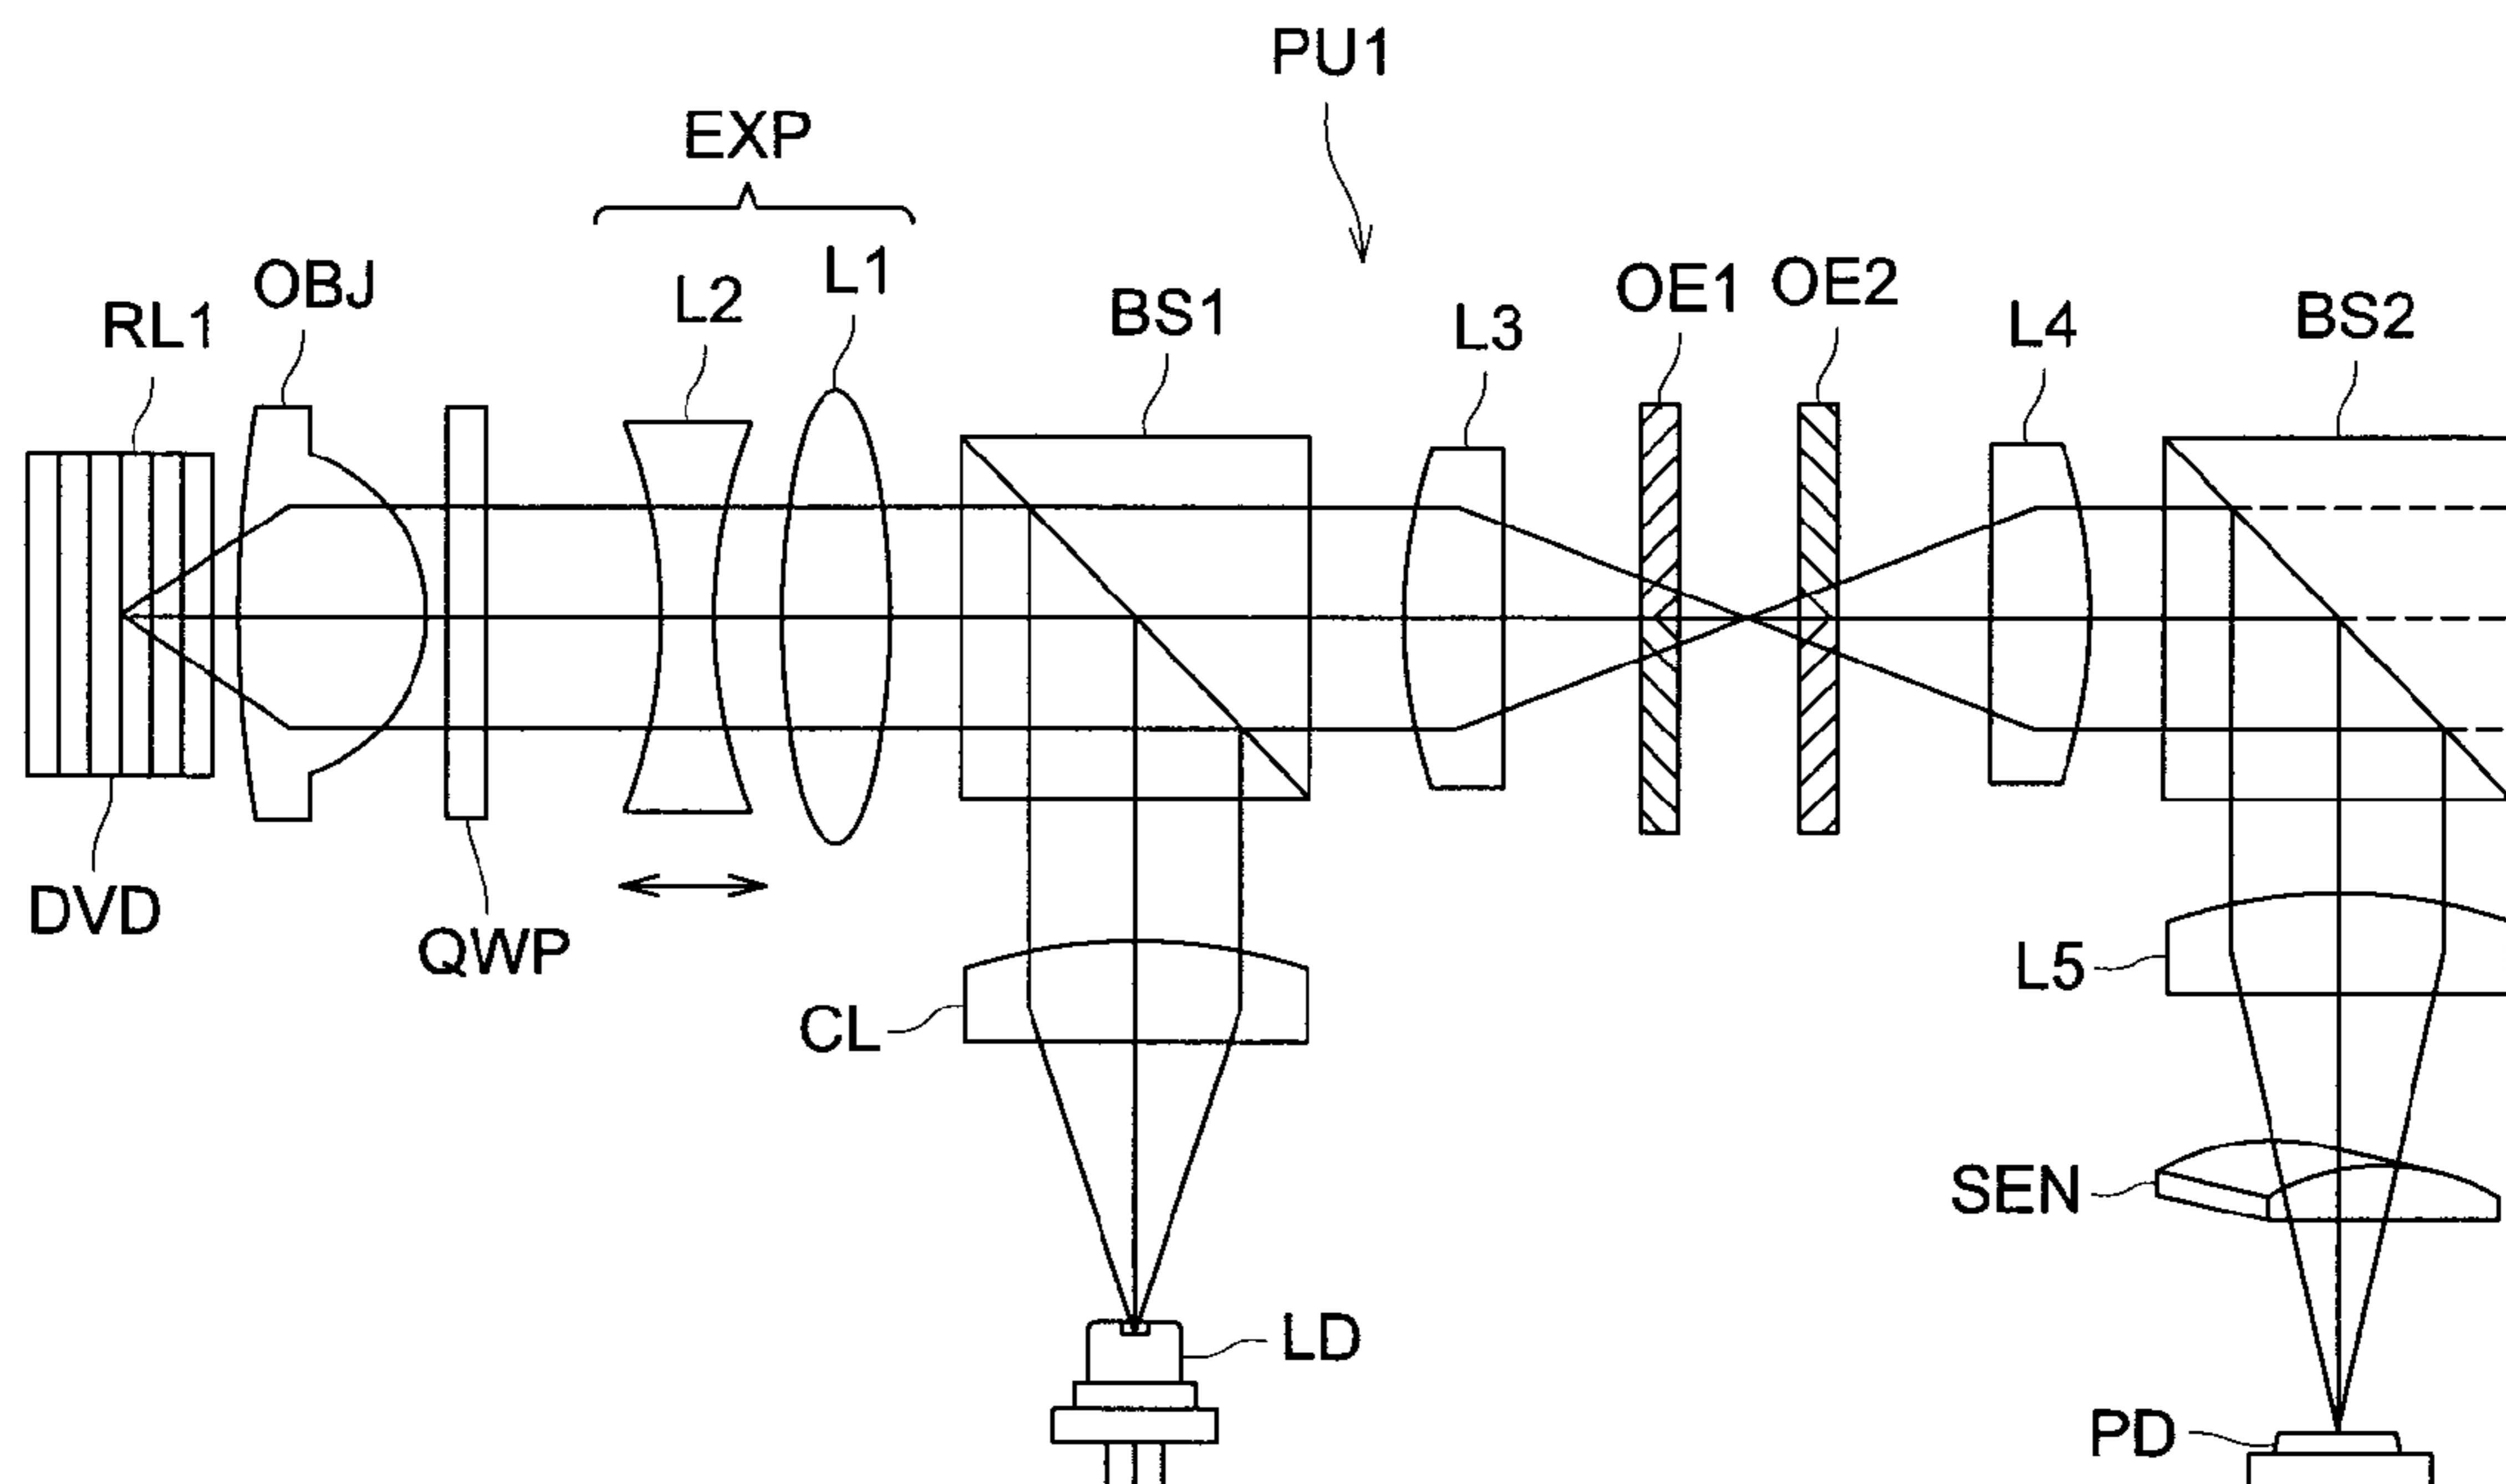 PU1
EXP
L1
OBJ
L2
RL1
BS1
L3
OE1
OE2
L4
BS2
DVD
QWP
CL
L5
SEN
LD
PD